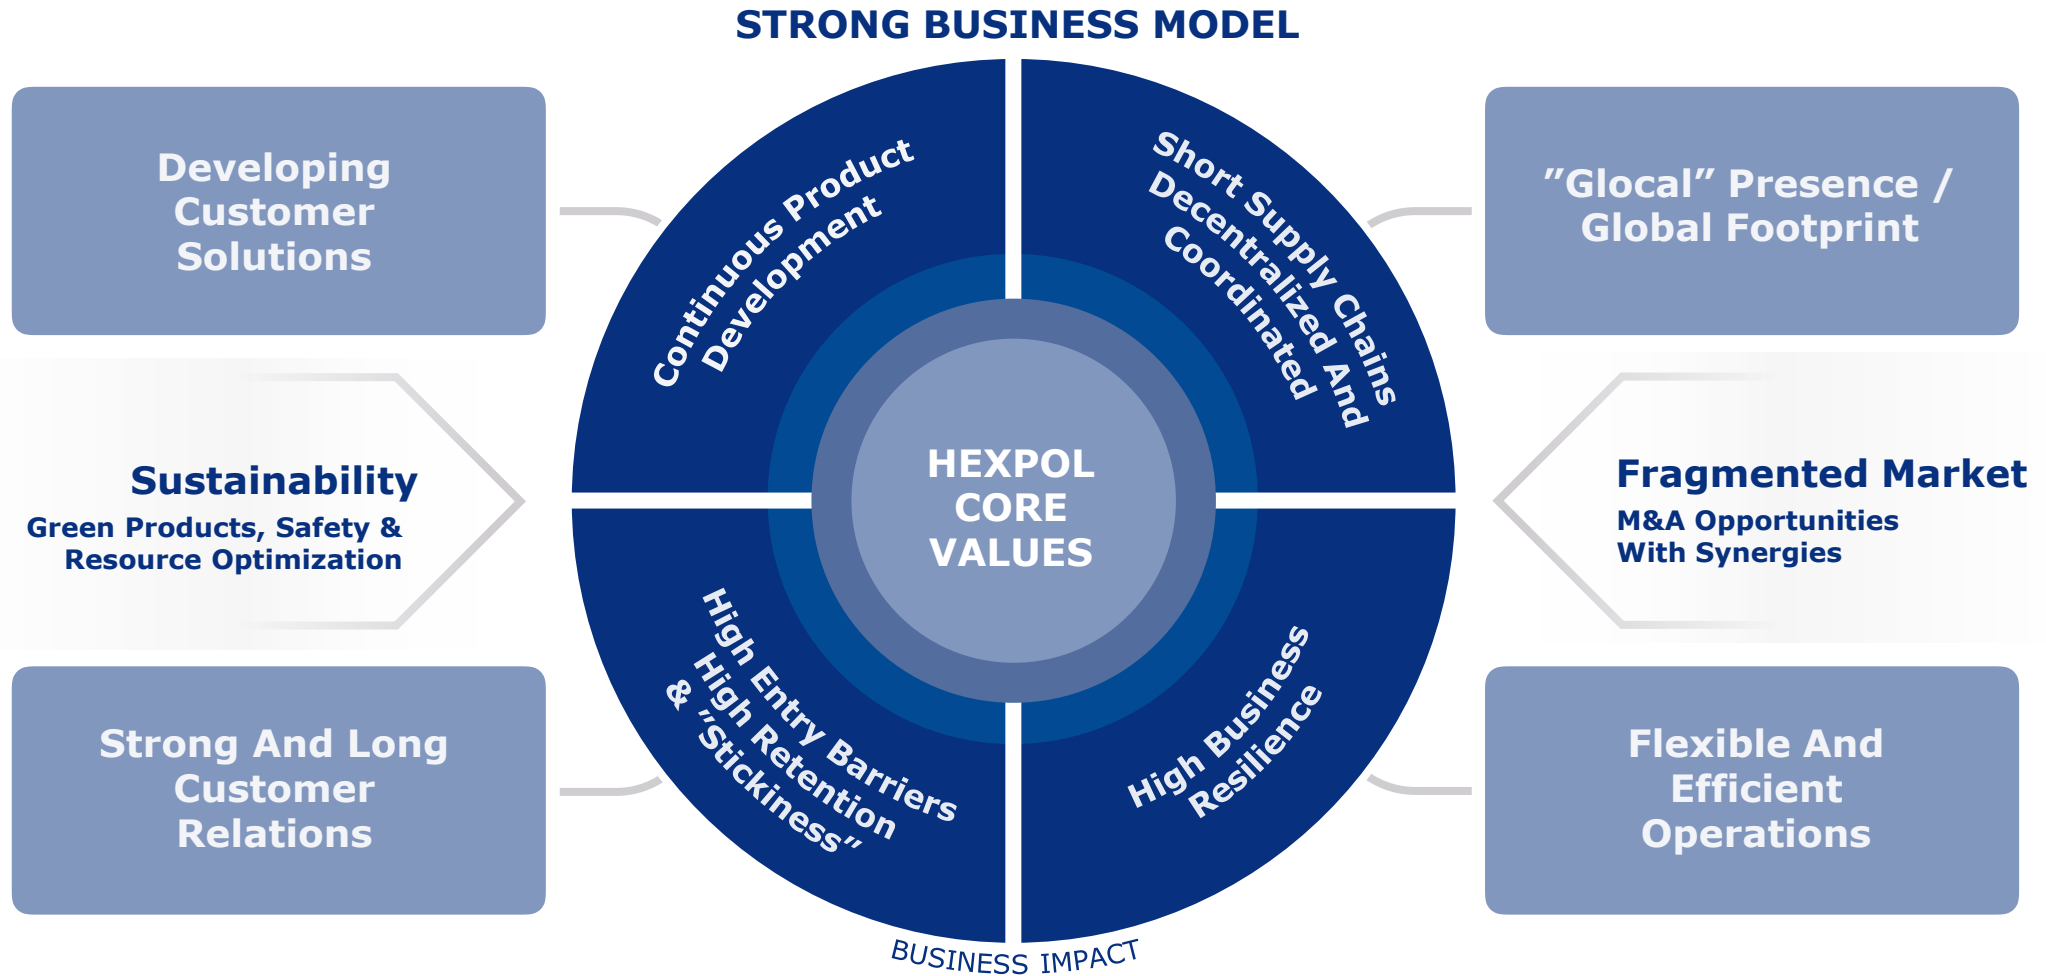 STRONG BUSINESS MODEL
Developing
Customer
Solutions
Continuous Product
Development
Short Supply Chains
Decentralized And
Coordinated
”Glocal” Presence /
Global Footprint
Sustainability
Green Products, Safety &
Resource Optimization
HEXPOL
CORE
VALUES
Fragmented Market
M&A Opportunities
With Synergies
Strong And Long
Customer
Relations
High Entry Barriers
High Retention
& ”Stickiness”
High Business
Resilience
Flexible And
Efficient
Operations
BUSINESS IMPACT